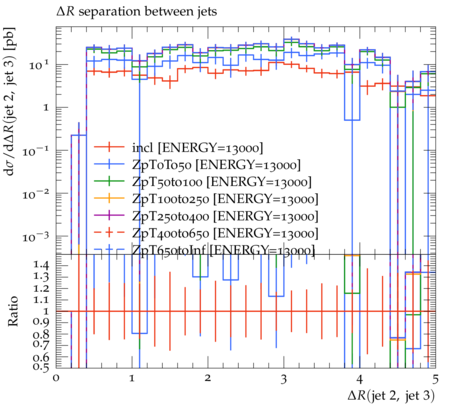 ΔR separation between jets
dσ/dΔR(jet 2, jet 3) [pb]
10¹
1
10⁻¹
10⁻²
10⁻³
incl [ENERGY=13000]
ZpT0To50 [ENERGY=13000]
ZpT50to100 [ENERGY=13000]
ZpT100to250 [ENERGY=13000]
ZpT250to400 [ENERGY=13000]
ZpT400to650 [ENERGY=13000]
ZpT650toInf [ENERGY=13000]
Ratio
1.4
1.3
1.2
1.1
1
0.9
0.8
0.7
0.6
0.5
0 1 2 3 4 5
ΔR(jet 2, jet 3)